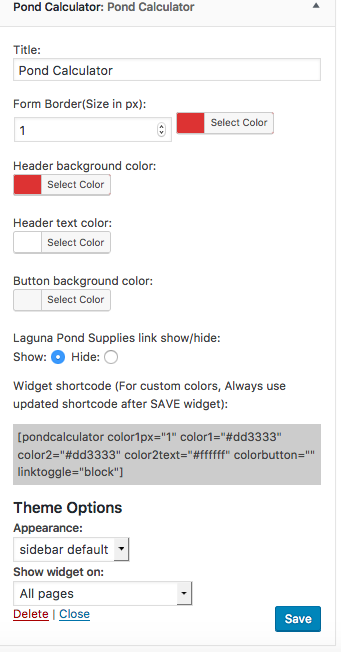 Pond Calculator: Pond Calculator
Title:
Pond Calculator
Form Border(Size in px):
1
Select Color
Header background color:
Select Color
Header text color:
Select Color
Button background color:
Select Color
Laguna Pond Supplies link show/hide:
Show: Hide:
Widget shortcode (For custom colors, Always use
updated shortcode after SAVE widget):
[pondcalculator color1px="1" color1="#dd3333"
color2="#dd3333" color2text="#ffffff" colorbutton=""
linktoggle="block"]
Theme Options
Appearance:
sidebar default
Show widget on:
All pages
Delete | Close
Save